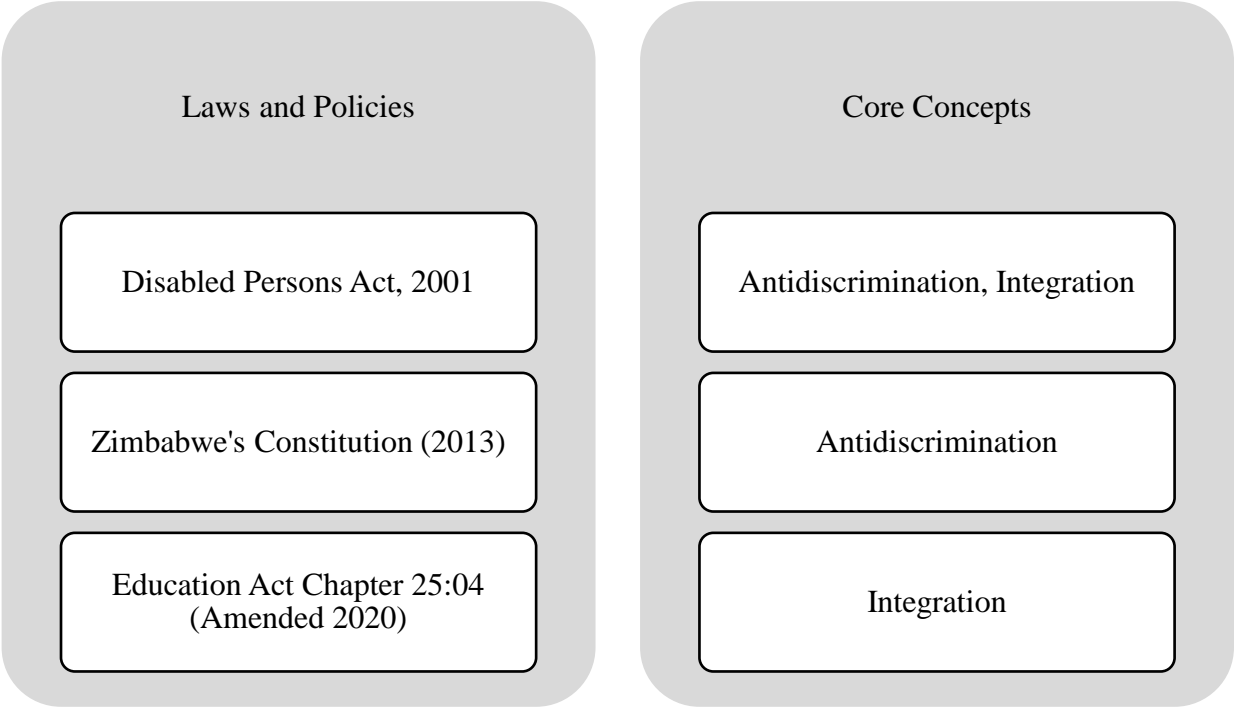 Laws and Policies
Disabled Persons Act, 2001
Zimbabwe's Constitution (2013)
Education Act Chapter 25:04
(Amended 2020)
Core Concepts
Antidiscrimination, Integration
Antidiscrimination
Integration